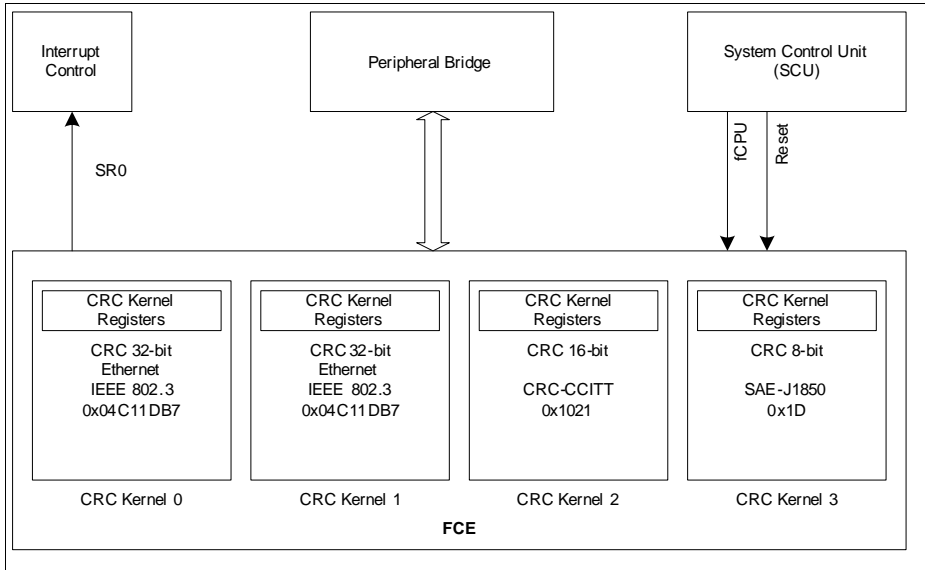 Interrupt
Control
Peripheral Bridge
System Control Unit
(SCU)
SR0
fCPU
Reset
CRC Kernel
Registers
CRC 32-bit
Ethernet
IEEE 802.3
0x04C11DB7
CRC Kernel 0
CRC Kernel
Registers
CRC 32-bit
Ethernet
IEEE 802.3
0x04C11DB7
CRC Kernel 1
CRC Kernel
Registers
CRC 16-bit
CRC-CCITT
0x1021
CRC Kernel 2
CRC Kernel
Registers
CRC 8-bit
SAE-J1850
0x1D
CRC Kernel 3
FCE